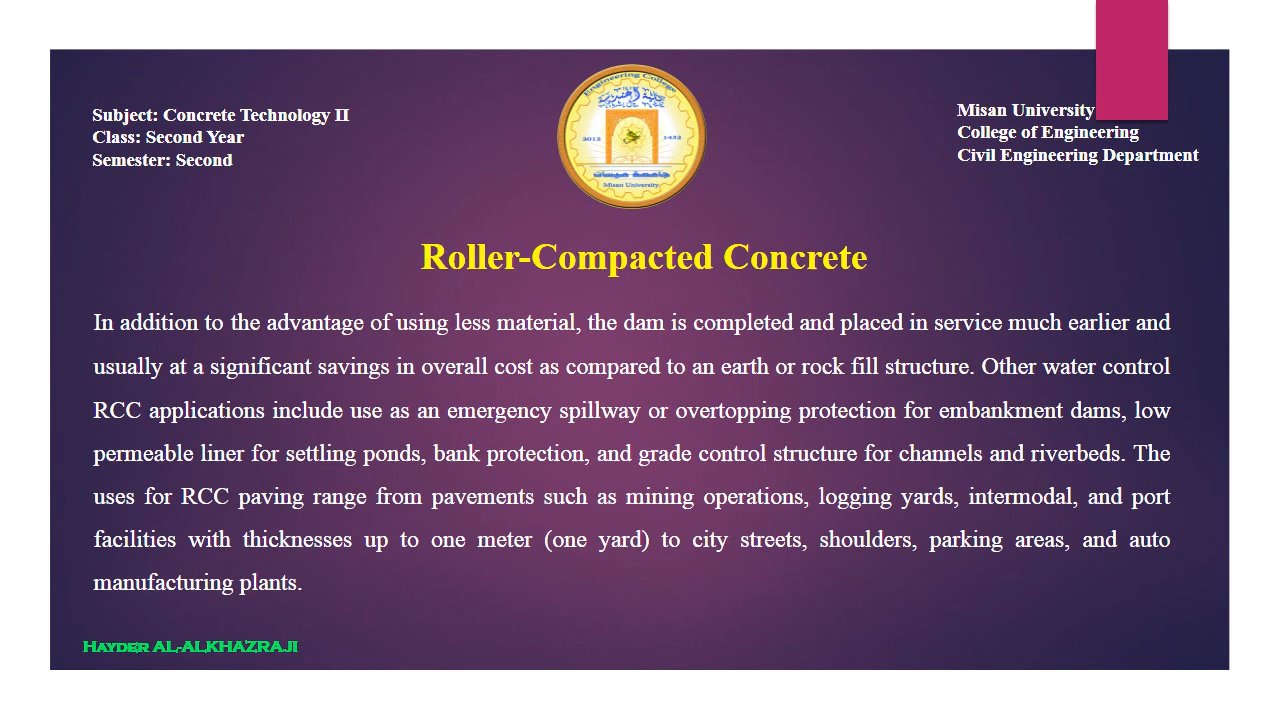 Subject: Concrete Technology II
Class: Second Year
Semester: Second
Engineering College
2012
1432
Misan University
Misan University
College of Engineering
Civil Engineering Department
Roller-Compacted Concrete
In addition to the advantage of using less material, the dam is completed and placed in service much earlier and
usually at a significant savings in overall cost as compared to an earth or rock fill structure. Other water control
RCC applications include use as an emergency spillway or overtopping protection for embankment dams, low
permeable liner for settling ponds, bank protection, and grade control structure for channels and riverbeds. The
uses for RCC paving range from pavements such as mining operations, logging yards, intermodal, and port
facilities with thicknesses up to one meter (one yard) to city streets, shoulders, parking areas, and auto
manufacturing plants.
Hayder AL-ALKHAZRAJI